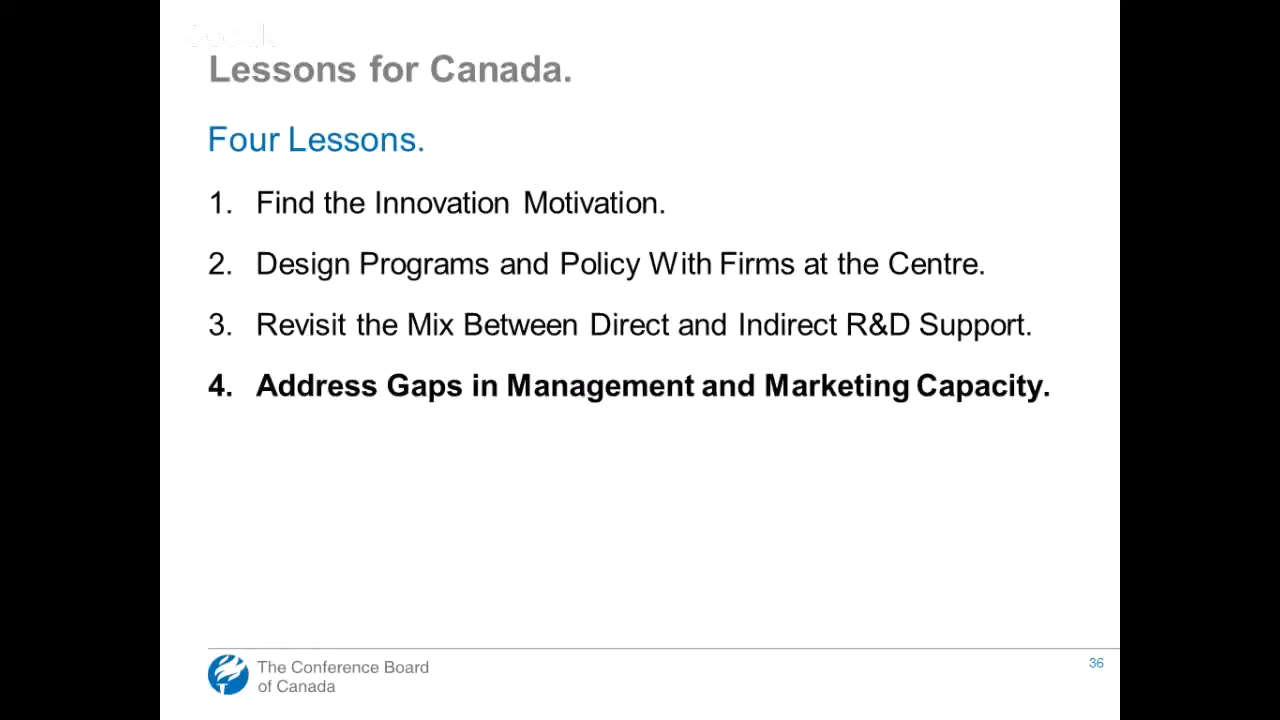 Lessons for Canada.
Four Lessons.
1. Find the Innovation Motivation.
2. Design Programs and Policy With Firms at the Centre.
3. Revisit the Mix Between Direct and Indirect R&D Support.
4. Address Gaps in Management and Marketing Capacity.
The Conference Board
of Canada
36